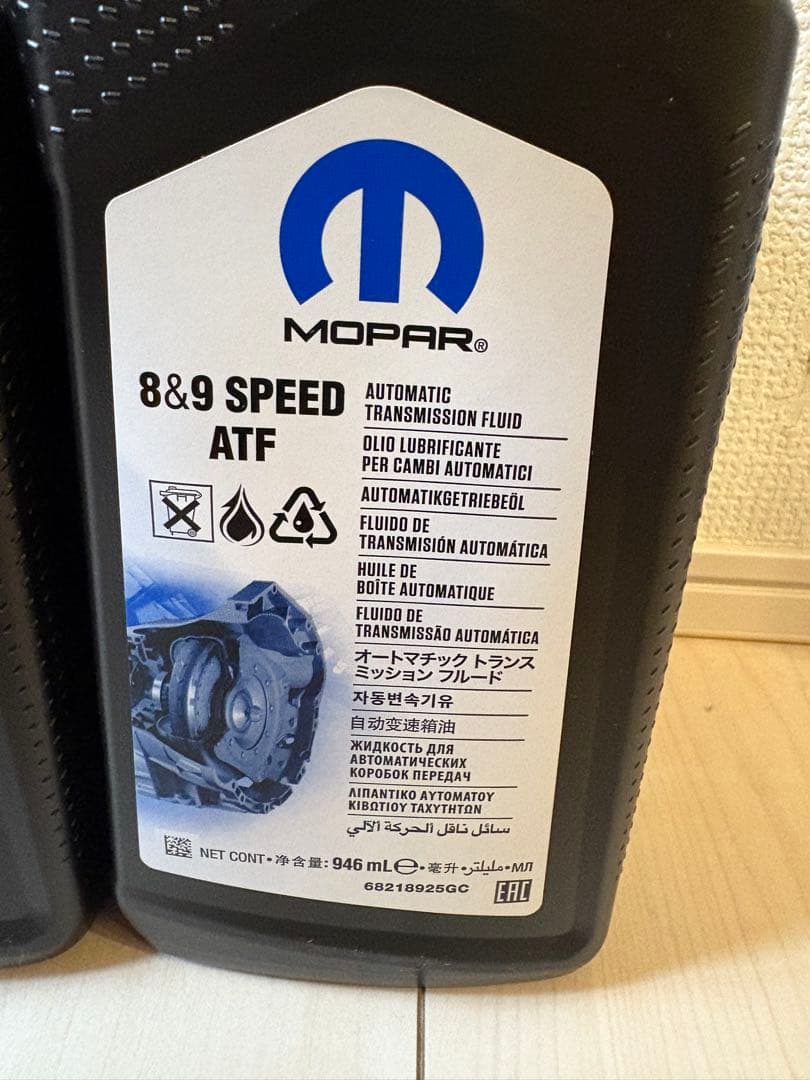 MOPAR®
8&9 SPEED
ATF
AUTOMATIC
TRANSMISSION FLUID
OLIO LUBRIFICANTE
PER CAMBI AUTOMATICI
AUTOMATIKGETRIEBEÖL
FLUIDO DE
TRANSMISIÓN AUTOMÁTICA
HUILE DE
BOÎTE AUTOMATIQUE
FLUIDO DE
TRANSMISSÃO AUTOMÁTICA
オートマチック トランス
ミッション フルード
자동변속기유
自动变速箱油
ЖИДКОСТЬ ДЛЯ
АВТОМАТИЧЕСКИХ
КОРОБОК ПЕРЕДАЧ
ΛΙΠΑΝΤΙΚΟ ΑΥΤΟΜΑΤΟΥ
ΚΙΒΩΤΙΟΥ ΤΑΧΥΤΗΤΩΝ
سائل ناقل الحركة الآلي
NET CONT • 净含量: 946 mL℮ • 毫升 • مليلتر • МЛ
68218925GC
EAC